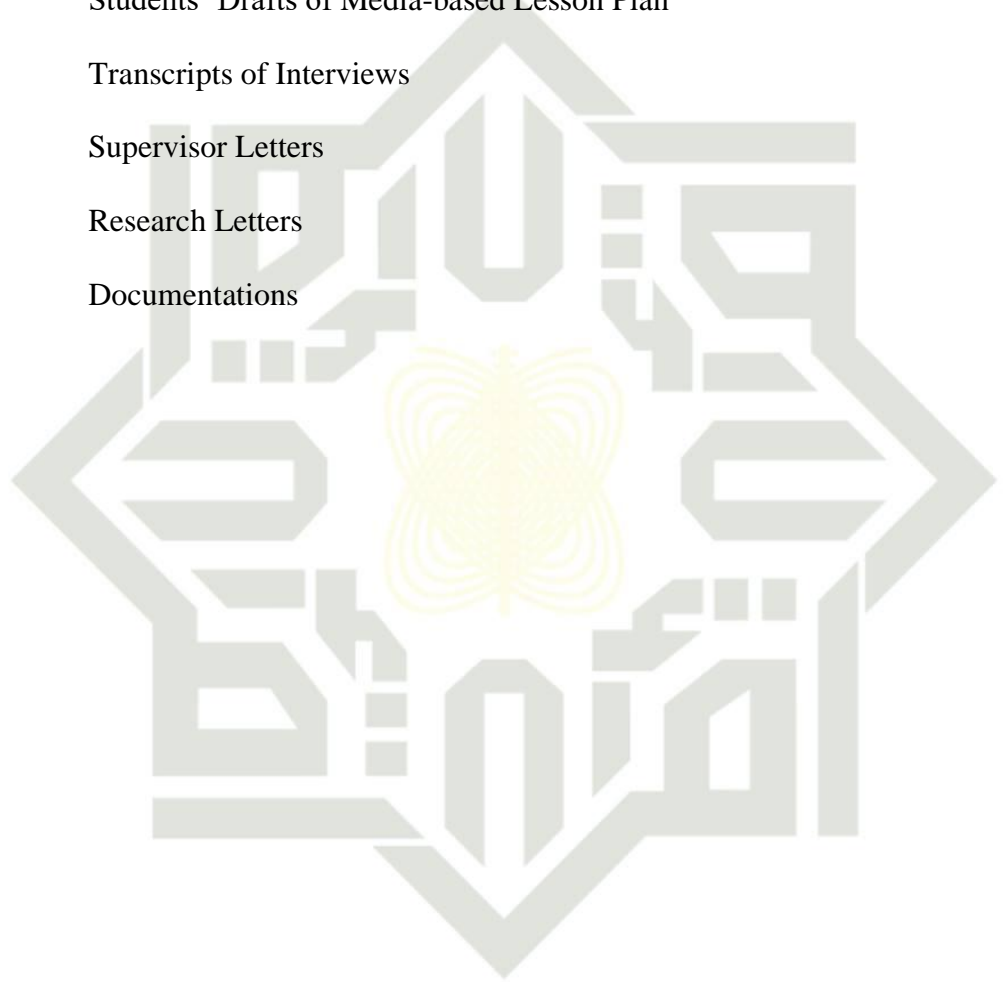 Students' Drafts of Media-based Lesson Plan
Transcripts of Interviews
Supervisor Letters
Research Letters
Documentations